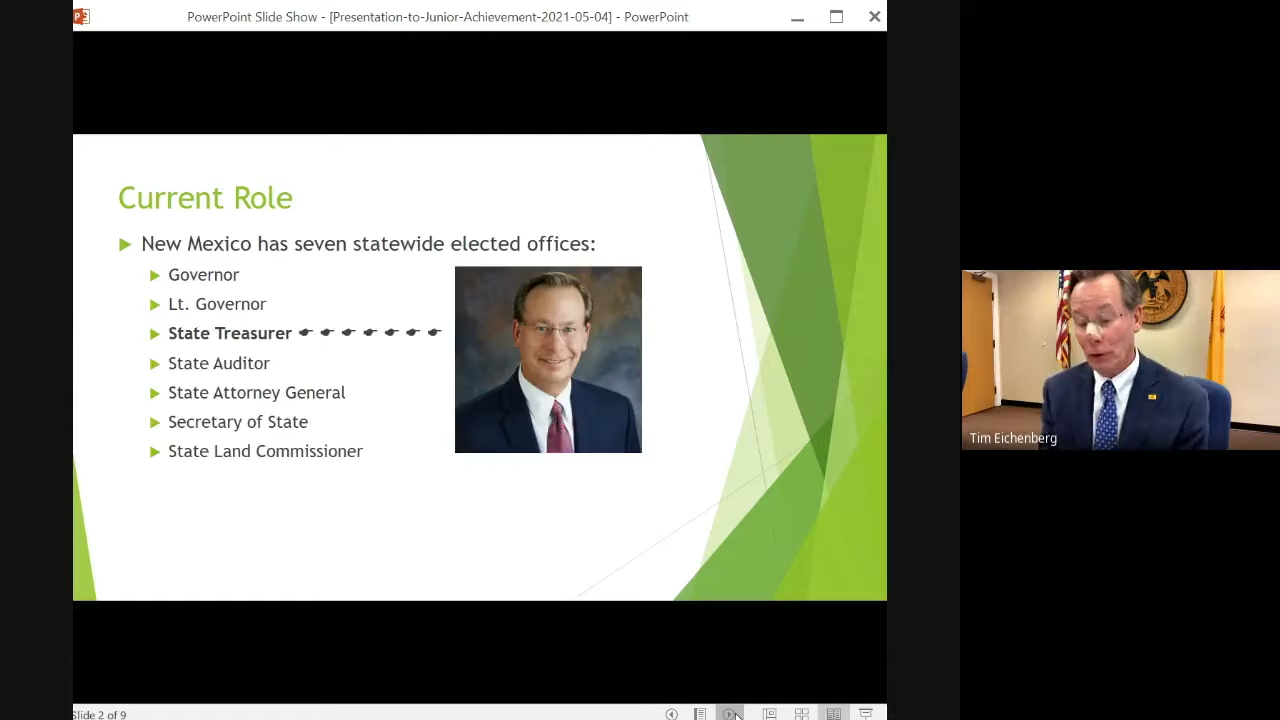 PowerPoint Slide Show - [Presentation-to-Junior-Achievement-2021-05-04] - PowerPoint
Current Role
New Mexico has seven statewide elected offices:
Governor
Lt. Governor
State Treasurer
State Auditor
State Attorney General
Secretary of State
State Land Commissioner
Tim Eichenberg
Slide 2 of 9